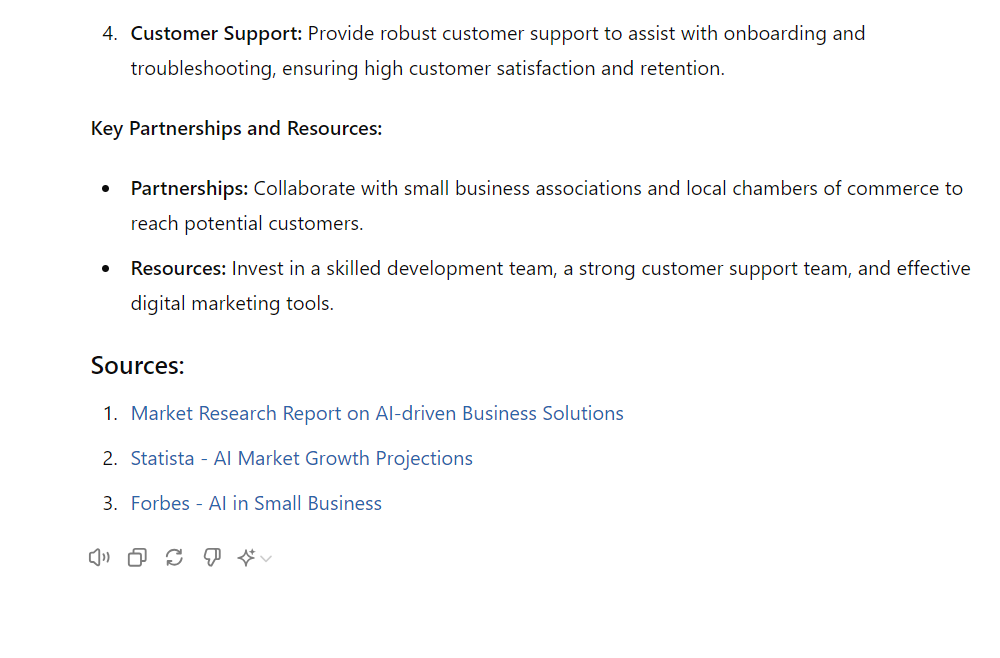 4. Customer Support: Provide robust customer support to assist with onboarding and
troubleshooting, ensuring high customer satisfaction and retention.
Key Partnerships and Resources:
• Partnerships: Collaborate with small business associations and local chambers of commerce to
reach potential customers.
• Resources: Invest in a skilled development team, a strong customer support team, and effective
digital marketing tools.
Sources:
1. Market Research Report on AI-driven Business Solutions
2. Statista - AI Market Growth Projections
3. Forbes - AI in Small Business